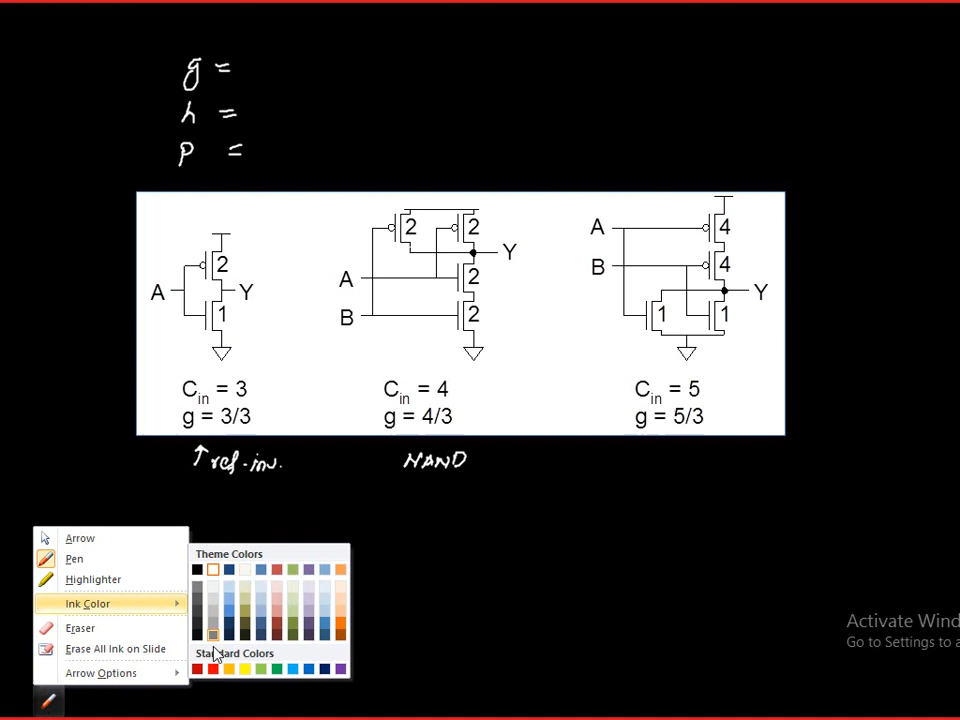 g =
h =
p =
2
2
2
A
4
Y
B
4
2
A
2
A
Y
Y
1
B
2
1
1
Cin = 3
Cin = 4
Cin = 5
g = 3/3
g = 4/3
g = 5/3
↑ ref-inv.
NAND
Arrow
Pen
Highlighter
Ink Color
Eraser
Erase All Ink on Slide
Arrow Options
Theme Colors
Standard Colors
Activate Wind
Go to Settings to a